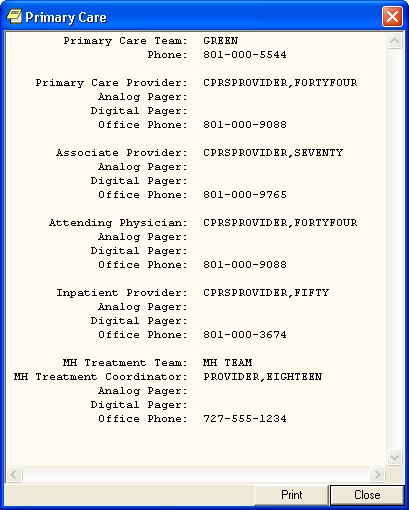 Primary Care
Primary Care Team: GREEN
Phone: 801-000-5544
Primary Care Provider: CPRSPROVIDER,FORTYFOUR
Analog Pager:
Digital Pager:
Office Phone: 801-000-9088
Associate Provider: CPRSPROVIDER,SEVENTY
Analog Pager:
Digital Pager:
Office Phone: 801-000-9765
Attending Physician: CPRSPROVIDER,FORTYFOUR
Analog Pager:
Digital Pager:
Office Phone: 801-000-9088
Inpatient Provider: CPRSPROVIDER,FIFTY
Analog Pager:
Digital Pager:
Office Phone: 801-000-3674
MH Treatment Team: MH TEAM
MH Treatment Coordinator: PROVIDER,EIGHTEEN
Analog Pager:
Digital Pager:
Office Phone: 727-555-1234
Print Close